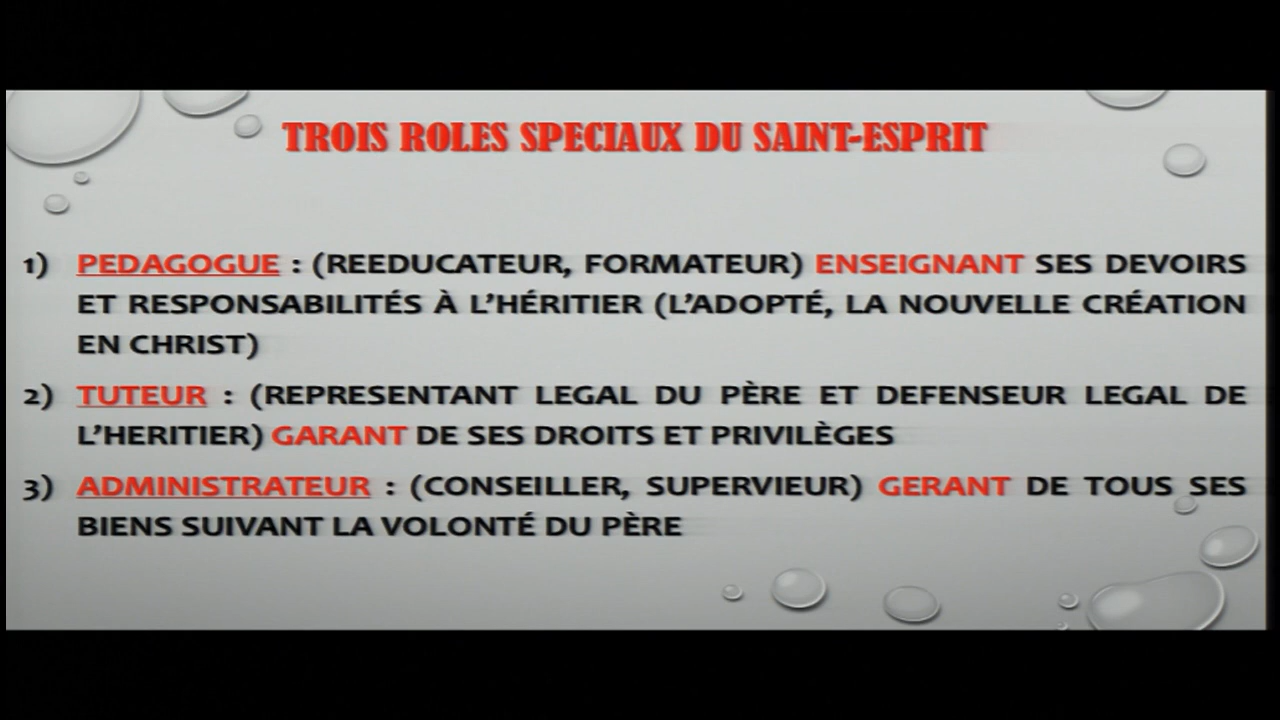 TROIS ROLES SPECIAUX DU SAINT-ESPRIT
1) PEDAGOGUE : (REEDUCATEUR, FORMATEUR) ENSEIGNANT SES DEVOIRS
ET RESPONSABILITÉS À L'HÉRITIER (L'ADOPTÉ, LA NOUVELLE CRÉATION
EN CHRIST)
2) TUTEUR : (REPRESENTANT LEGAL DU PÈRE ET DEFENSEUR LEGAL DE
L'HERITIER) GARANT DE SES DROITS ET PRIVILÈGES
3) ADMINISTRATEUR : (CONSEILLER, SUPERVIEUR) GERANT DE TOUS SES
BIENS SUIVANT LA VOLONTÉ DU PÈRE